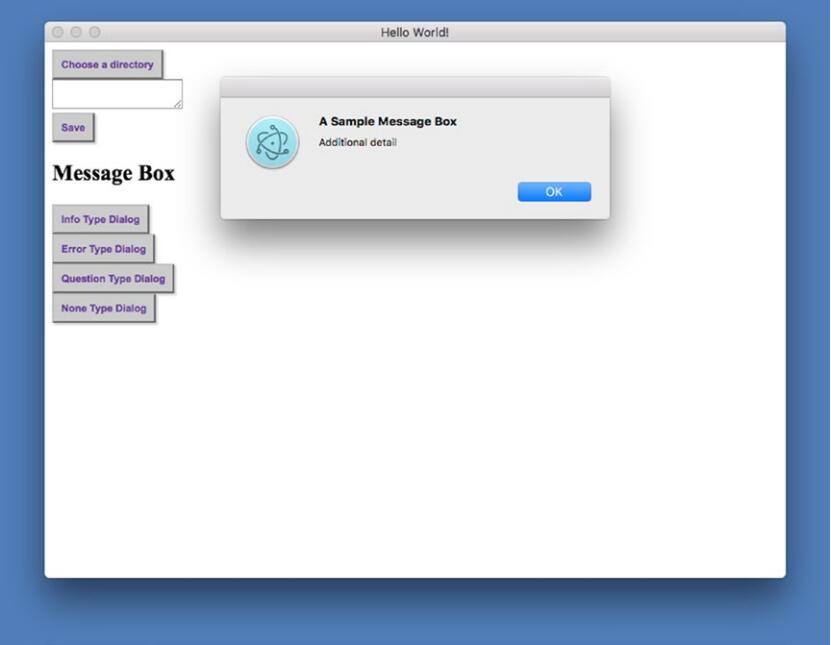 Hello World!
Choose a directory
Save
Message Box
Info Type Dialog
Error Type Dialog
Question Type Dialog
None Type Dialog
A Sample Message Box
Additional detail
OK